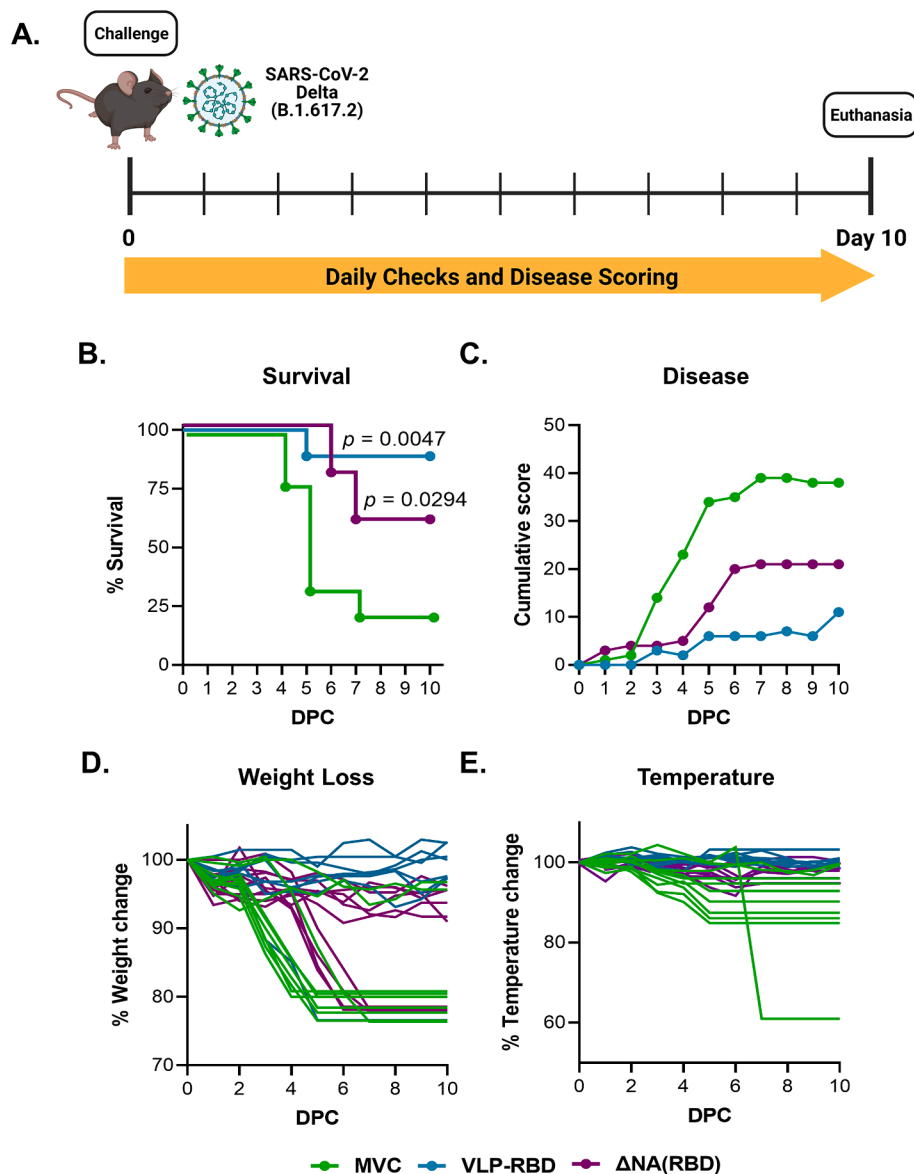 A.
Challenge
SARS-CoV-2
Delta
(B.1.617.2)
Euthanasia
0
Day 10
Daily Checks and Disease Scoring
B.
Survival
100
75
50
25
0
% Survival
p = 0.0047
p = 0.0294
0 1 2 3 4 5 6 7 8 9 10
DPC
C.
Disease
50
40
30
20
10
0
Cumulative score
0 1 2 3 4 5 6 7 8 9 10
DPC
D.
Weight Loss
100
90
80
70
% Weight change
0 2 4 6 8 10
DPC
E.
Temperature
100
80
60
% Temperature change
0 2 4 6 8 10
DPC
MVC VLP-RBD ΔNA(RBD)